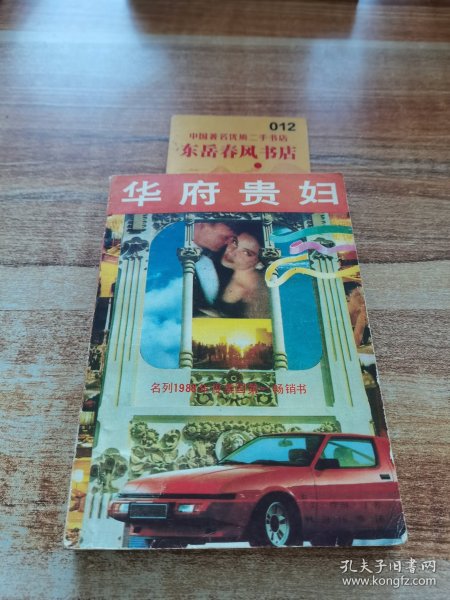 012
中国著名优质二手书店
东岳春风书店
华府贵妇
名列198
畅销书
孔夫子旧书网
www.kongfz.com